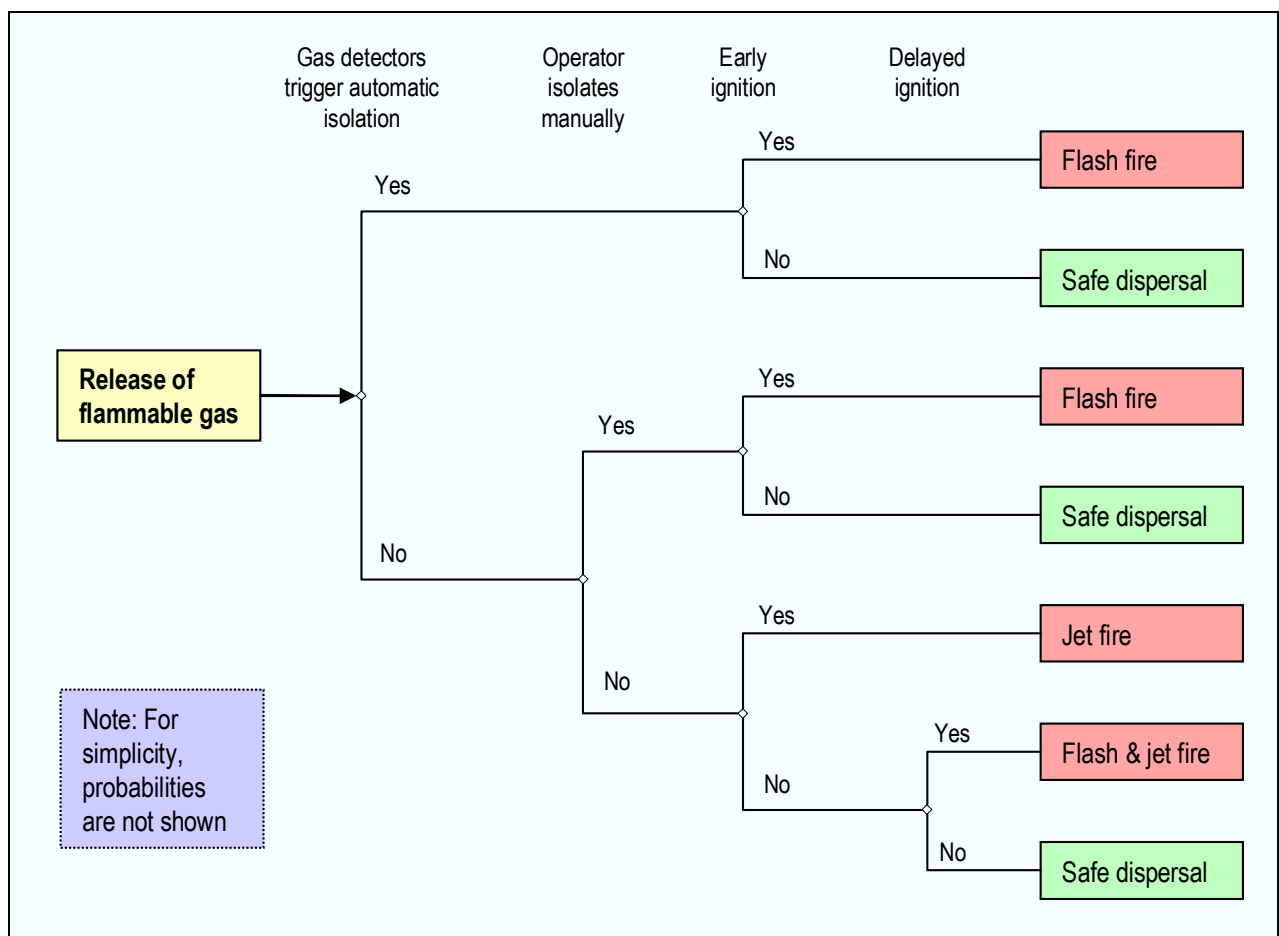 Gas detectors
trigger automatic
isolation
Operator
isolates
manually
Early
ignition
Delayed
ignition
Yes
Flash fire
Yes
No
Safe dispersal
Release of
flammable gas
Yes
Flash fire
Yes
No
Safe dispersal
No
Yes
Jet fire
No
Yes
Flash & jet fire
No
No
Safe dispersal
Note: For
simplicity,
probabilities
are not shown